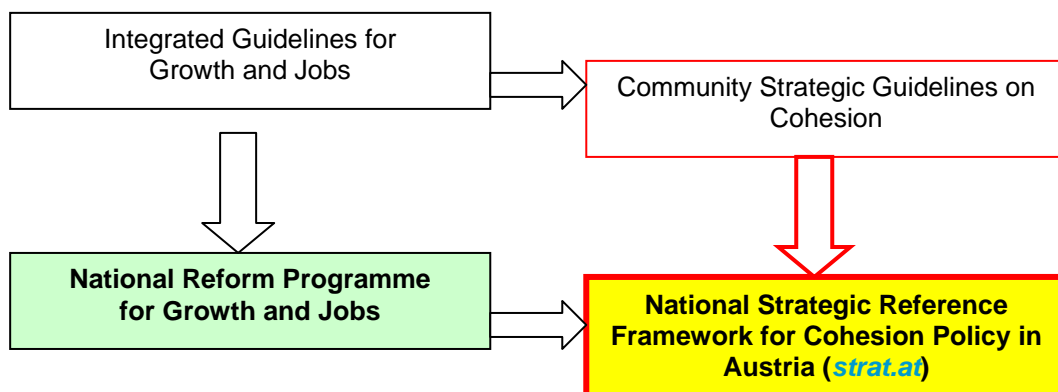 Integrated Guidelines for
Growth and Jobs
Community Strategic Guidelines on
Cohesion
National Reform Programme
for Growth and Jobs
National Strategic Reference
Framework for Cohesion Policy in
Austria (strat.at)